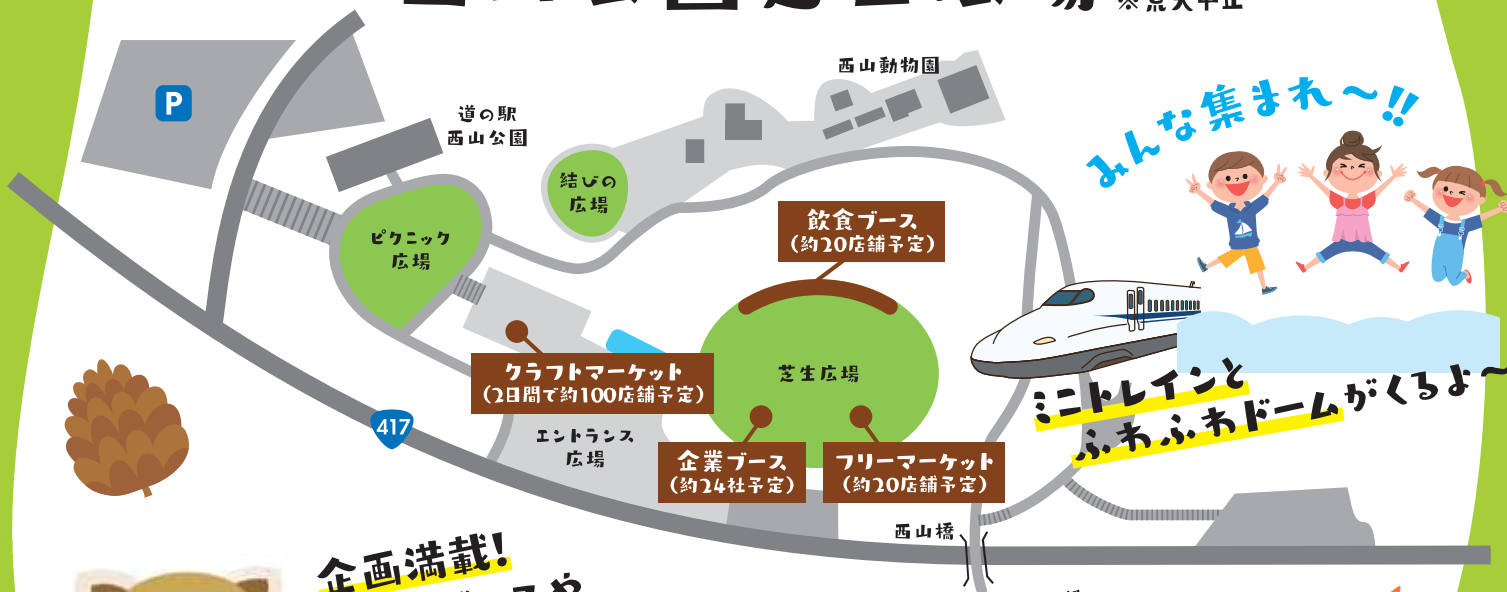 ※荒天中止
西山動物園
P
道の駅
西山公園
みんな集まれ〜!!
結びの
広場
飲食ブース
(約20店舗予定)
ピクニック
広場
クラフトマーケット
(2日間で約100店舗予定)
芝生広場
ミニトレインと
ふわふわドームがくるよ〜
417
エントランス
広場
企業ブース
(約24社予定)
フリーマーケット
(約20店舗予定)
西山橋
企画満載!